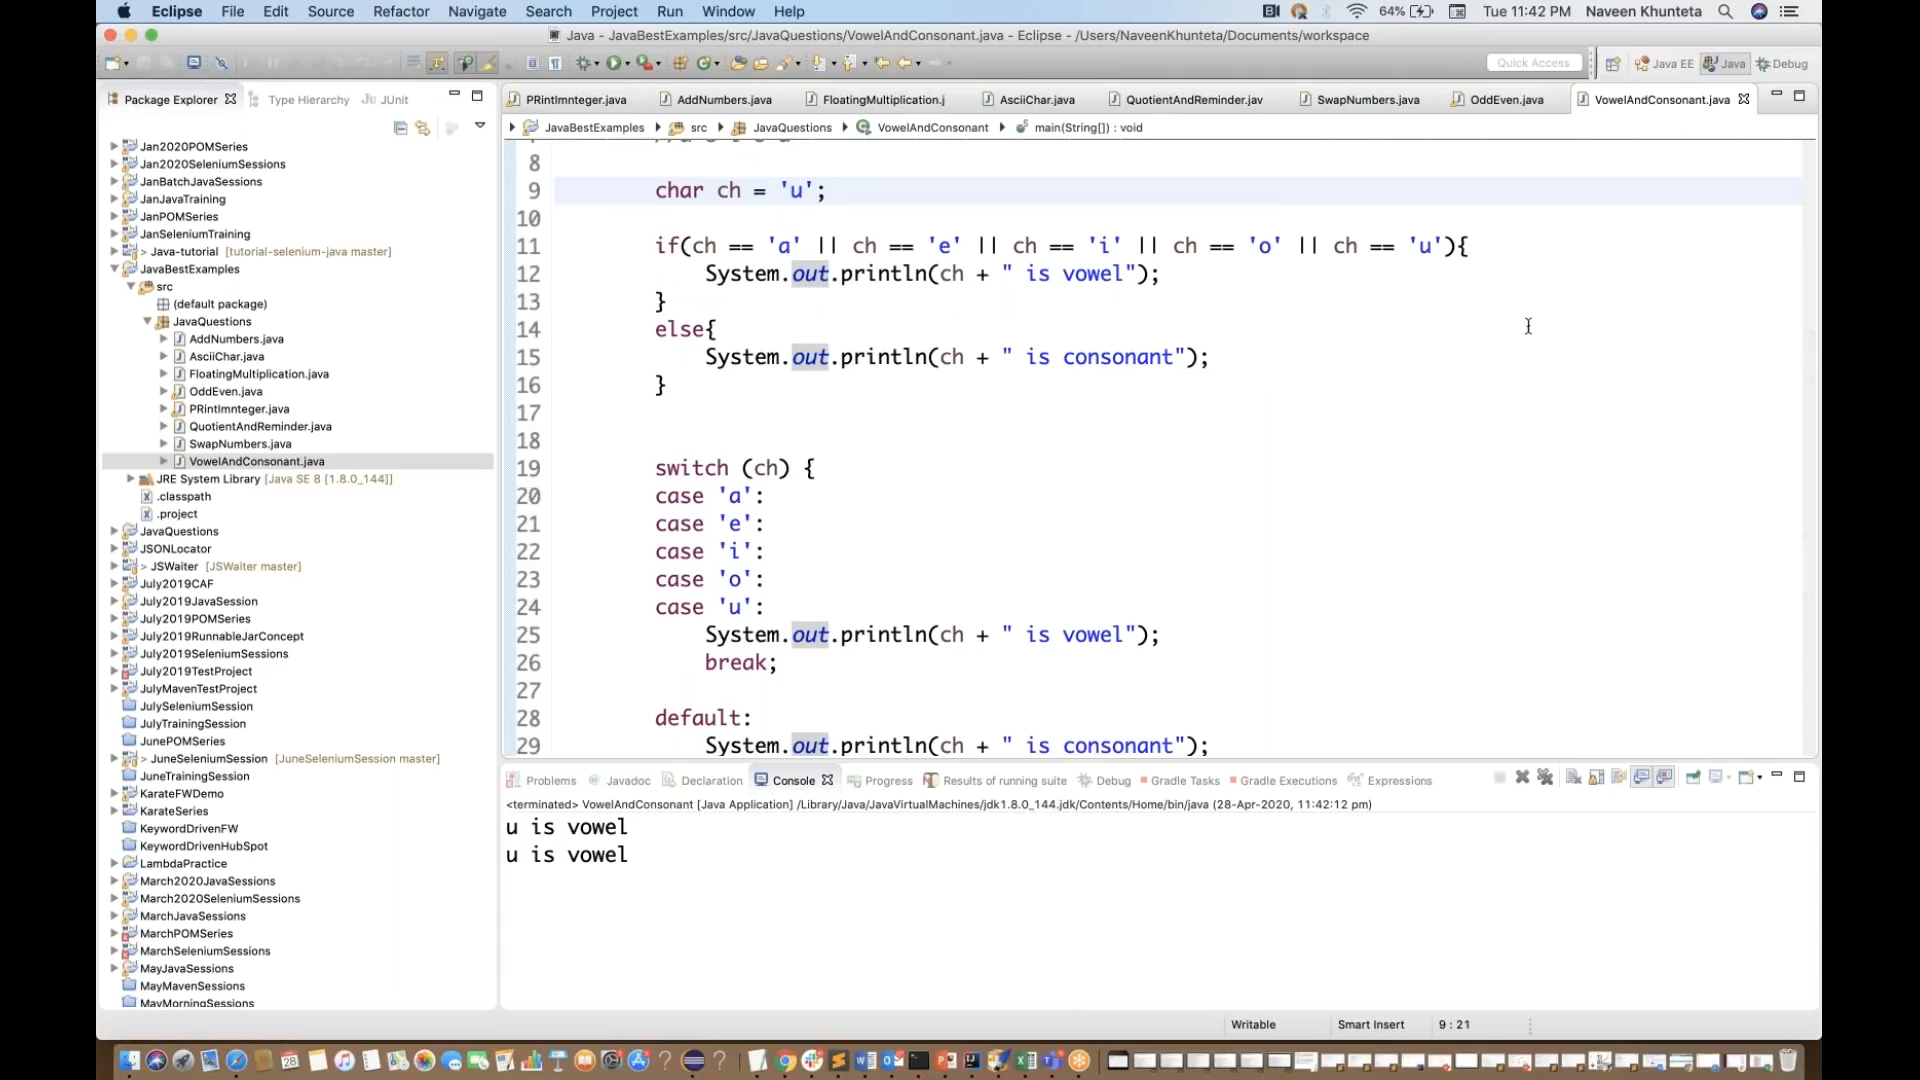 Eclipse File Edit Source Refactor Navigate Search Project Run Window Help 64% Tue 11:42 PM Naveen Khunteta
Java - JavaBestExamples/src/JavaQuestions/VowelAndConsonant.java - Eclipse - /Users/NaveenKhunteta/Documents/workspace
Quick Access Java EE Java Debug
Package Explorer Type Hierarchy JUnit
PRintImnteger.java AddNumbers.java FloatingMultiplication.j AsciiChar.java QuotientAndReminder.jav SwapNumbers.java OddEven.java VowelAndConsonant.java
JavaBestExamples src JavaQuestions VowelAndConsonant main(String[]) : void
Jan2020POMSeries
Jan2020SeleniumSessions
JanBatchJavaSessions
JanJavaTraining
JanPOMSeries
JanSeleniumTraining
> Java-tutorial [tutorial-selenium-java master]
JavaBestExamples
src
(default package)
JavaQuestions
AddNumbers.java
AsciiChar.java
FloatingMultiplication.java
OddEven.java
PRintImnteger.java
QuotientAndReminder.java
SwapNumbers.java
VowelAndConsonant.java
JRE System Library [Java SE 8 [1.8.0_144]]
.classpath
.project
JavaQuestions
JSONLocator
> JSWaiter [JSWaiter master]
July2019CAF
July2019JavaSession
July2019POMSeries
July2019RunnableJarConcept
July2019SeleniumSessions
July2019TestProject
JulyMavenTestProject
JulySeleniumSession
JulyTrainingSession
JunePOMSeries
> JuneSeleniumSession [JuneSeleniumSession master]
JuneTrainingSession
KarateFWDemo
KarateSeries
KeywordDrivenFW
KeywordDrivenHubSpot
LambdaPractice
March2020JavaSessions
March2020SeleniumSessions
MarchJavaSessions
MarchPOMSeries
MarchSeleniumSessions
MayJavaSessions
MayMavenSessions
MayMorningSessions
8
9 char ch = 'u';
10
11 if(ch == 'a' || ch == 'e' || ch == 'i' || ch == 'o' || ch == 'u'){
12 System.out.println(ch + " is vowel");
13 }
14 else{
15 System.out.println(ch + " is consonant");
16 }
17
18
19 switch (ch) {
20 case 'a':
21 case 'e':
22 case 'i':
23 case 'o':
24 case 'u':
25 System.out.println(ch + " is vowel");
26 break;
27
28 default:
29 System.out.println(ch + " is consonant");
Problems Javadoc Declaration Console Progress Results of running suite Debug Gradle Tasks Gradle Executions Expressions
<terminated> VowelAndConsonant [Java Application] /Library/Java/JavaVirtualMachines/jdk1.8.0_144.jdk/Contents/Home/bin/java (28-Apr-2020, 11:42:12 pm)
u is vowel
u is vowel
Writable Smart Insert 9 : 21